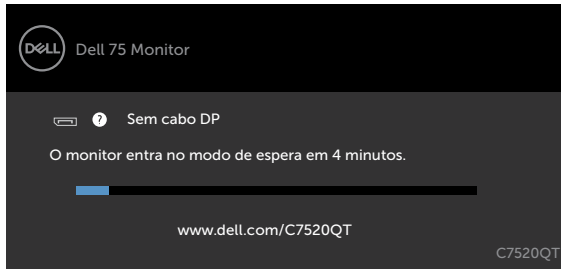 DELL
Dell 75 Monitor
? Sem cabo DP
O monitor entra no modo de espera em 4 minutos.
www.dell.com/C7520QT
C7520QT